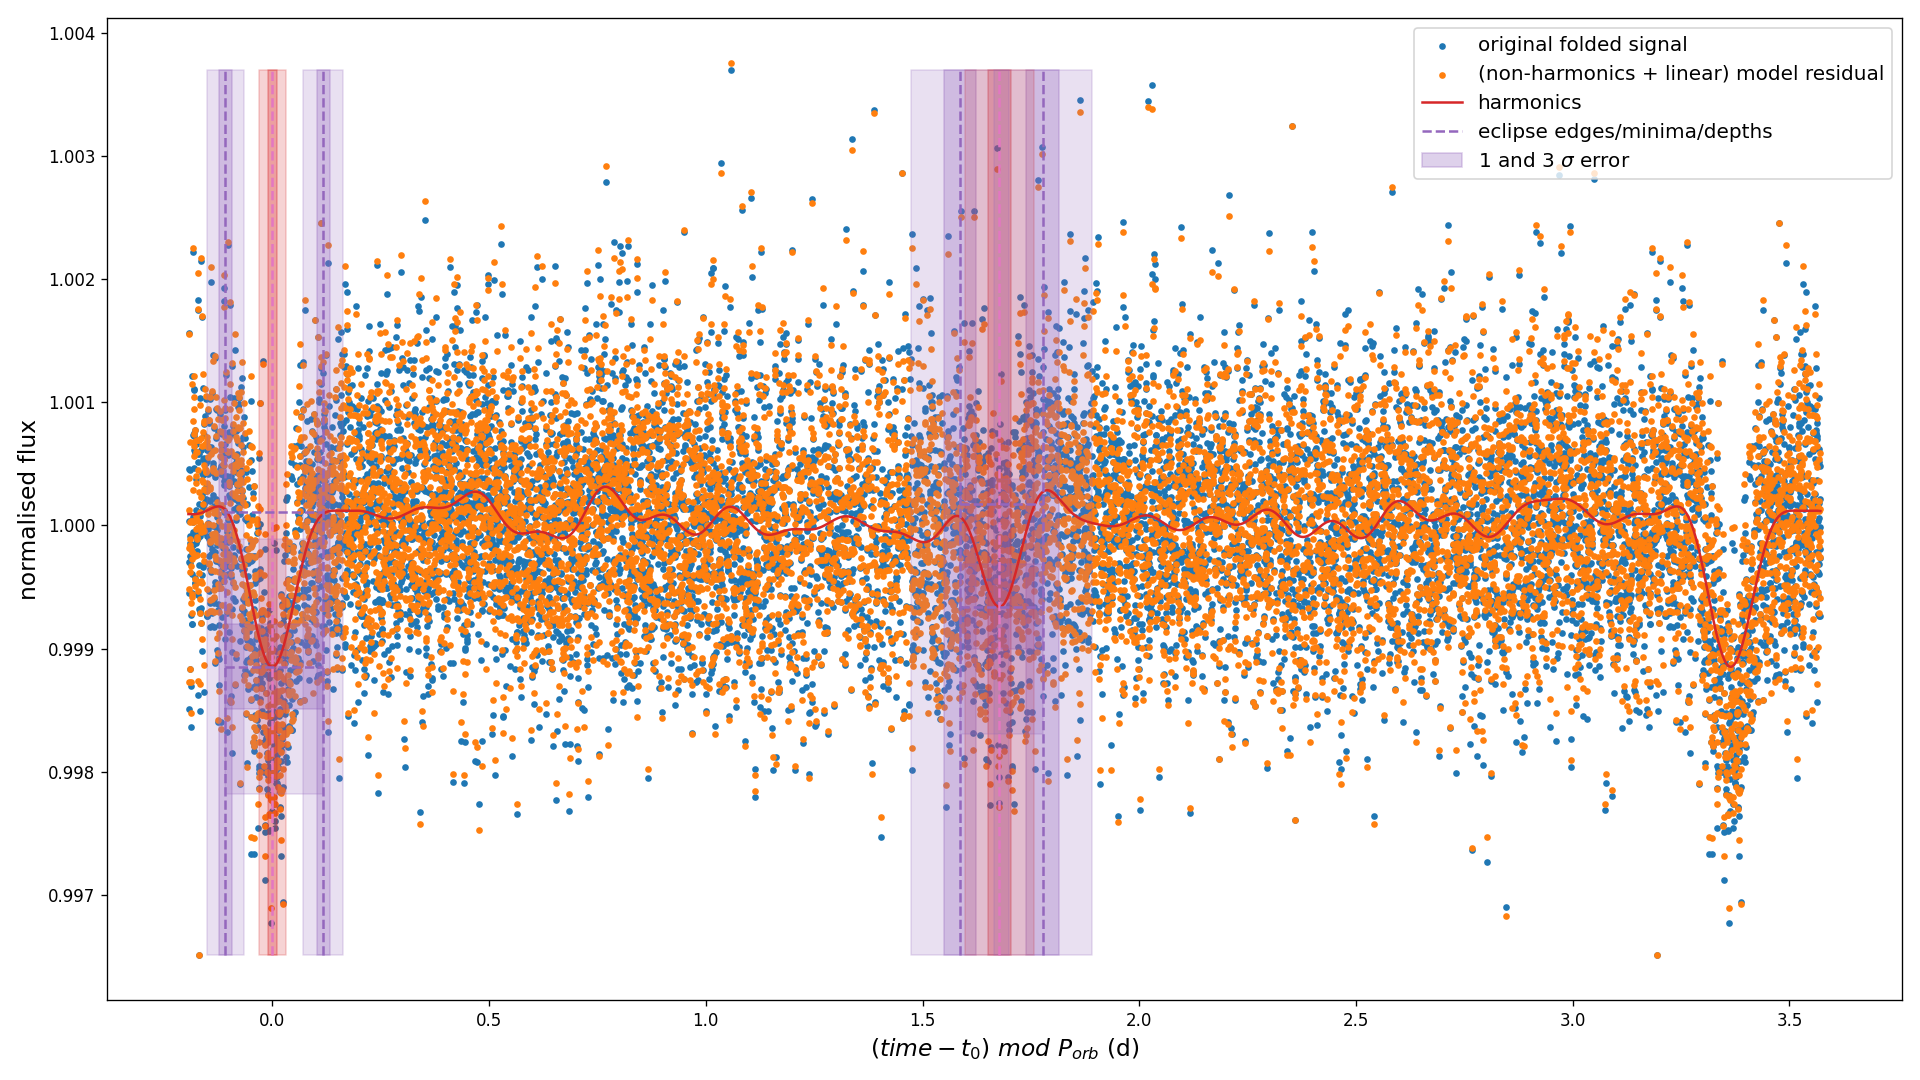 original folded signal
(non-harmonics + linear) model residual
harmonics
eclipse edges/minima/depths
1 and 3 σ error
normalised flux
1.004
1.003
1.002
1.001
1.000
0.999
0.998
0.997
0.0 0.5 1.0 1.5 2.0 2.5 3.0 3.5
(time − t₀) mod P_orb (d)